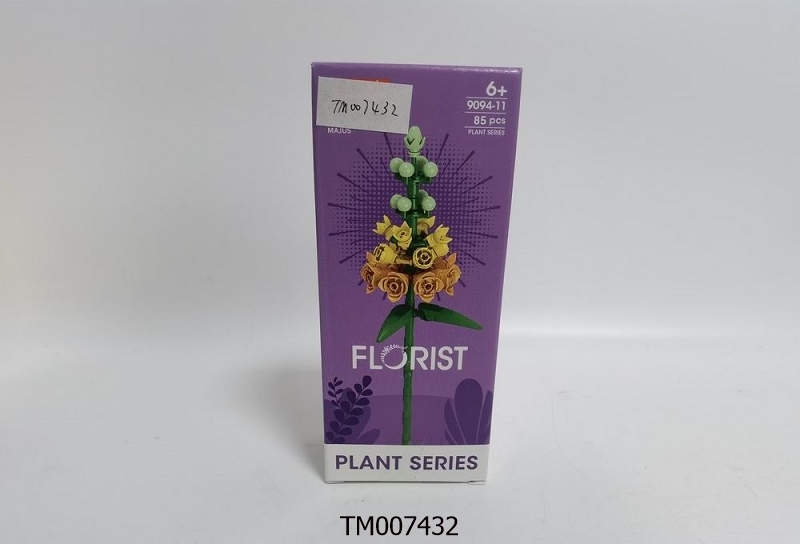 TM007432
MAJUS
6+
9094-11
85 pcs
PLANT SERIES
FLORIST
PLANT SERIES
TM007432